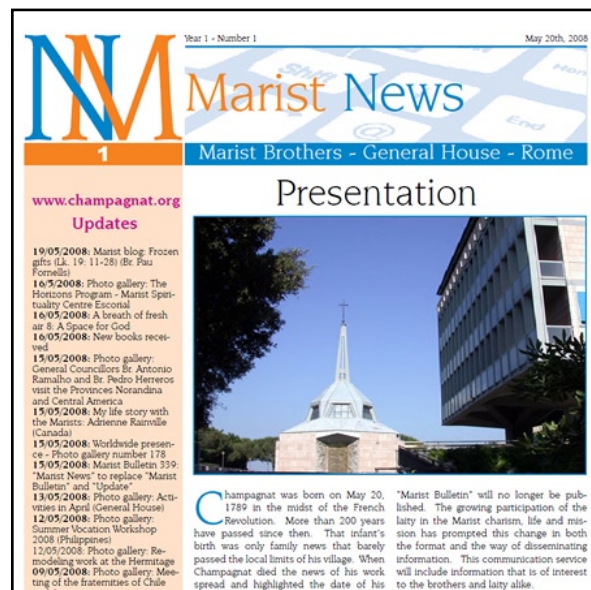 Year 1 - Number 1
May 20th, 2008
NM
Marist News
Shift
Hom
End
@
1
Marist Brothers - General House - Rome
www.champagnat.org
Updates
19/05/2008: Marist blog: Frozen
gifts (Lk. 19: 11-28) (Br. Pau
Fornells)
16/5/2008: Photo gallery: The
Horizons Program - Marist Spiri-
tuality Centre Escorial
16/05/2008: A breath of fresh
air 8: A Space for God
16/05/2008: New books recei-
ved
15/05/2008: Photo gallery:
General Councillors Br. Antonio
Ramalho and Br. Pedro Herreros
visit the Provinces Norandina
and Central America
15/05/2008: My life story with
the Marists: Adrienne Rainville
(Canada)
15/05/2008: Worldwide presen-
ce - Photo gallery number 178
15/05/2008: Marist Bulletin 339:
"Marist News" to replace "Marist
Bulletin" and "Update"
13/05/2008: Photo gallery: Acti-
vities in April (General House)
12/05/2008: Photo gallery:
Summer Vocation Workshop
2008 (Philippines)
12/05/2008: Photo gallery: Re-
modeling work at the Hermitage
09/05/2008: Photo gallery: Mee-
ting of the fraternities of Chile
Presentation
Champagnat was born on May 20,
1789 in the midst of the French
Revolution. More than 200 years
have passed since then. That infant's
birth was only family news that barely
passed the local limits of his village. When
Champagnat died the news of his work
spread and highlighted the date of his
"Marist Bulletin" will no longer be pub-
lished. The growing participation of the
laity in the Marist charism, life and mis-
sion has prompted this change in both
the format and the way of disseminating
information. This communication service
will include information that is of interest
to the brothers and laity alike.